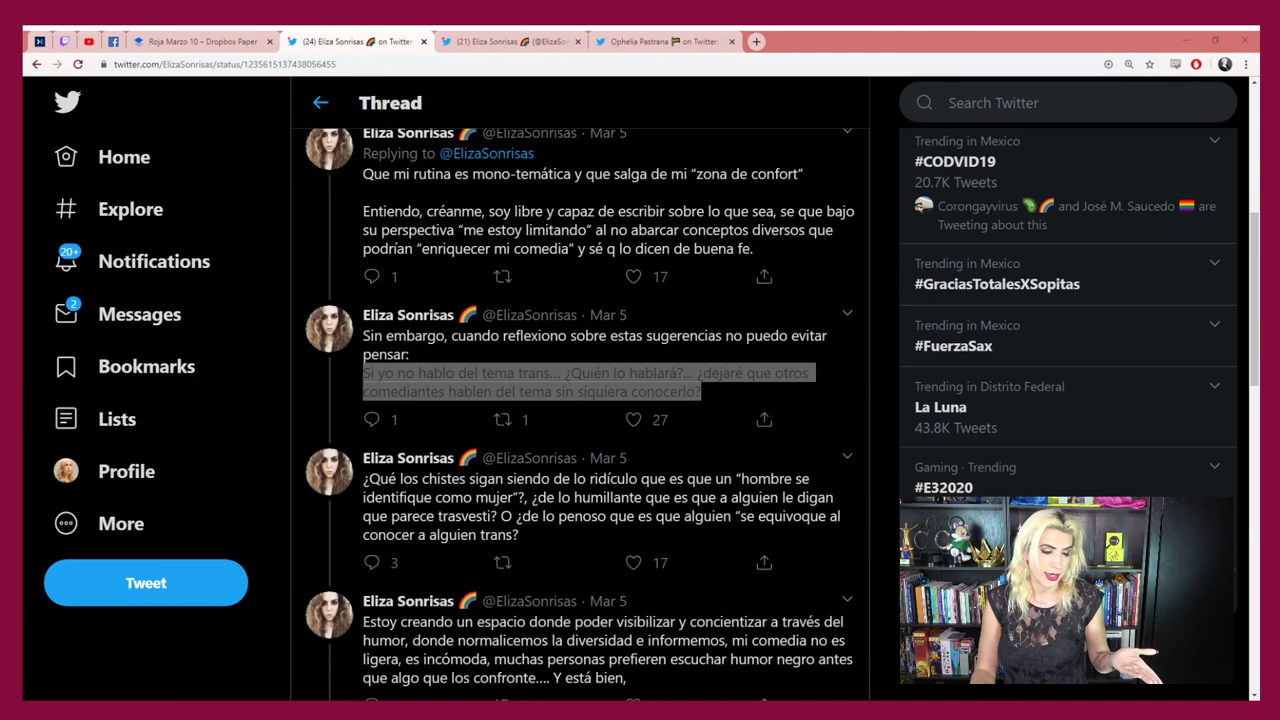 Roja Marzo 10 – Dropbox Paper
(24) Eliza Sonrisas 🌈 on Twitter
(21) Eliza Sonrisas 🌈 (@ElizaSon
Ophelia Pastrana 🏴 on Twitter
twitter.com/ElizaSonrisas/status/1235615137438056455
Home
Explore
20+
Notifications
2
Messages
Bookmarks
Lists
Profile
More
Tweet
Thread
Eliza Sonrisas 🌈 @ElizaSonrisas · Mar 5
Replying to @ElizaSonrisas
Que mi rutina es mono-temática y que salga de mi “zona de confort”
Entiendo, créanme, soy libre y capaz de escribir sobre lo que sea, se que bajo
su perspectiva “me estoy limitando” al no abarcar conceptos diversos que
podrían “enriquecer mi comedia” y sé q lo dicen de buena fe.
1 17
Eliza Sonrisas 🌈 @ElizaSonrisas · Mar 5
Sin embargo, cuando reflexiono sobre estas sugerencias no puedo evitar
pensar:
Si yo no hablo del tema trans... ¿Quién lo hablará?... ¿dejaré que otros
comediantes hablen del tema sin siquiera conocerlo?
1 1 27
Eliza Sonrisas 🌈 @ElizaSonrisas · Mar 5
¿Qué los chistes sigan siendo de lo ridículo que es que un “hombre se
identifique como mujer”?, ¿de lo humillante que es que a alguien le digan
que parece trasvesti? O ¿de lo penoso que es que alguien “se equivoque al
conocer a alguien trans?
3 17
Eliza Sonrisas 🌈 @ElizaSonrisas · Mar 5
Estoy creando un espacio donde poder visibilizar y concientizar a través del
humor, donde normalicemos la diversidad e informemos, mi comedia no es
ligera, es incómoda, muchas personas prefieren escuchar humor negro antes
que algo que los confronte.... Y está bien,
Search Twitter
Trending in Mexico
#CODVID19
20.7K Tweets
Corongayvirus 🦠🌈 and José M. Saucedo 🏳️‍🌈 are
Tweeting about this
Trending in Mexico
#GraciasTotalesXSopitas
Trending in Mexico
#FuerzaSax
Trending in Distrito Federal
La Luna
43.8K Tweets
Gaming · Trending
#E32020